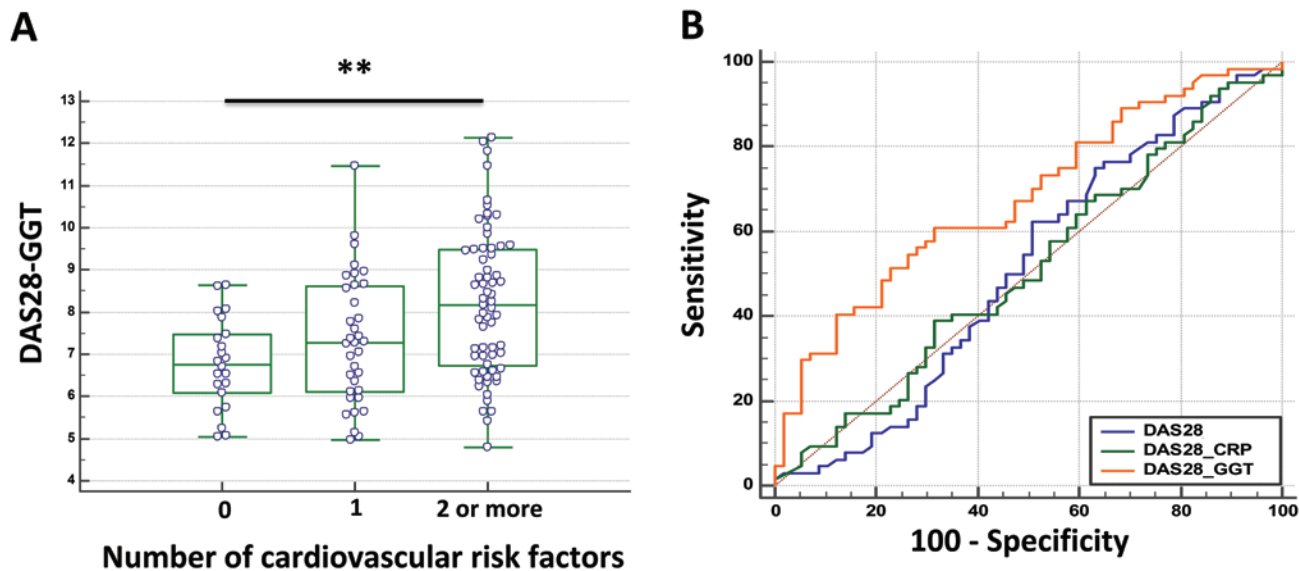 A
**
DAS28-GGT
13
12
11
10
9
8
7
6
5
4
0
1
2 or more
Number of cardiovascular risk factors
B
Sensitivity
100
80
60
40
20
0
0
20
40
60
80
100
100 - Specificity
DAS28
DAS28_CRP
DAS28_GGT